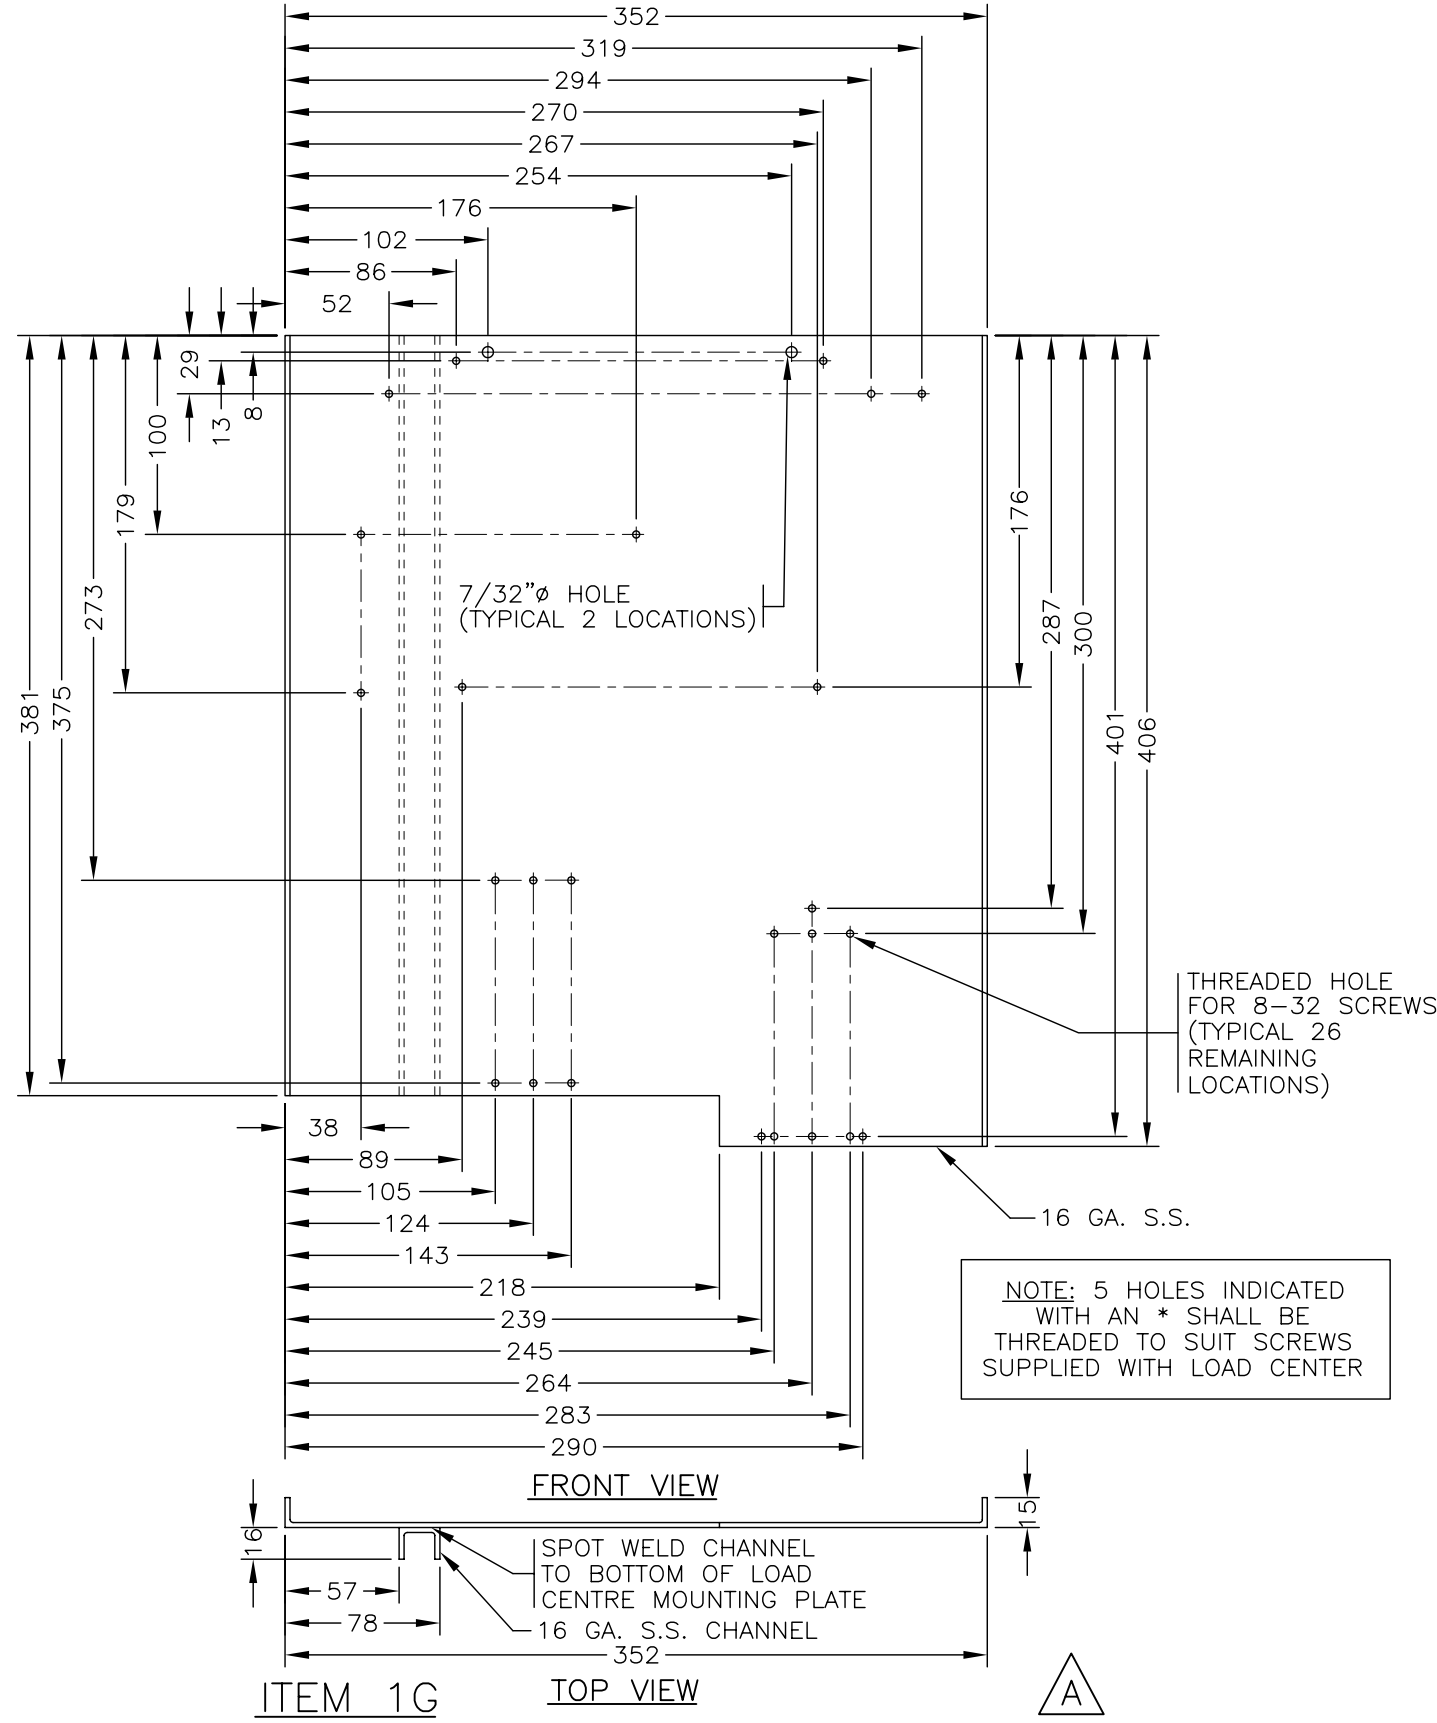 352
319
294
270
267
254
176
102
86
52
29
13
8
100
179
273
375
381
176
287
300
401
406
7/32"ø HOLE
(TYPICAL 2 LOCATIONS)
THREADED HOLE
FOR 8-32 SCREWS
(TYPICAL 26
REMAINING
LOCATIONS)
38
89
105
124
143
218
239
245
264
283
290
16 GA. S.S.
NOTE: 5 HOLES INDICATED
WITH AN * SHALL BE
THREADED TO SUIT SCREWS
SUPPLIED WITH LOAD CENTER
FRONT VIEW
16
15
SPOT WELD CHANNEL
TO BOTTOM OF LOAD
CENTRE MOUNTING PLATE
57
78
16 GA. S.S. CHANNEL
352
ITEM 1G
TOP VIEW
A